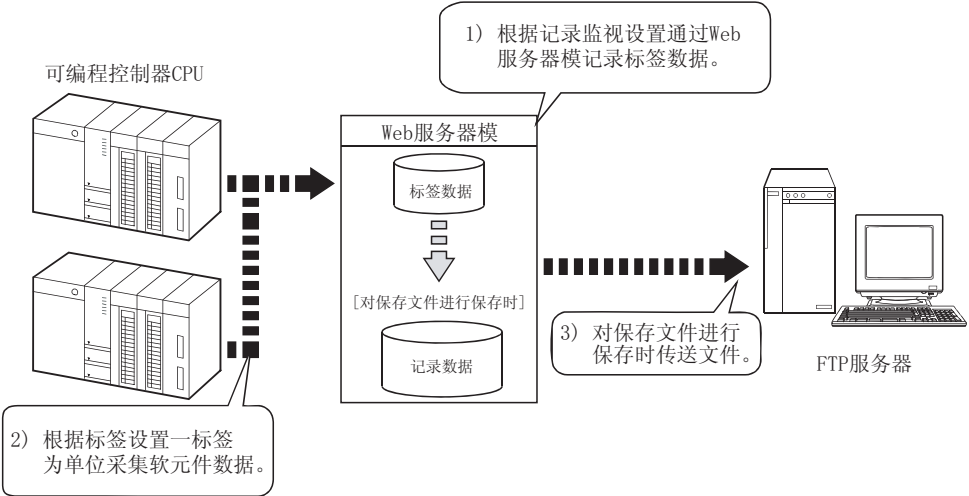 1) 根据记录监视设置通过Web
服务器模记录标签数据。
可编程控制器CPU
Web服务器模
标签数据
[对保存文件进行保存时]
记录数据
3) 对保存文件进行
保存时传送文件。
FTP服务器
2) 根据标签设置一标签
为单位采集软元件数据。